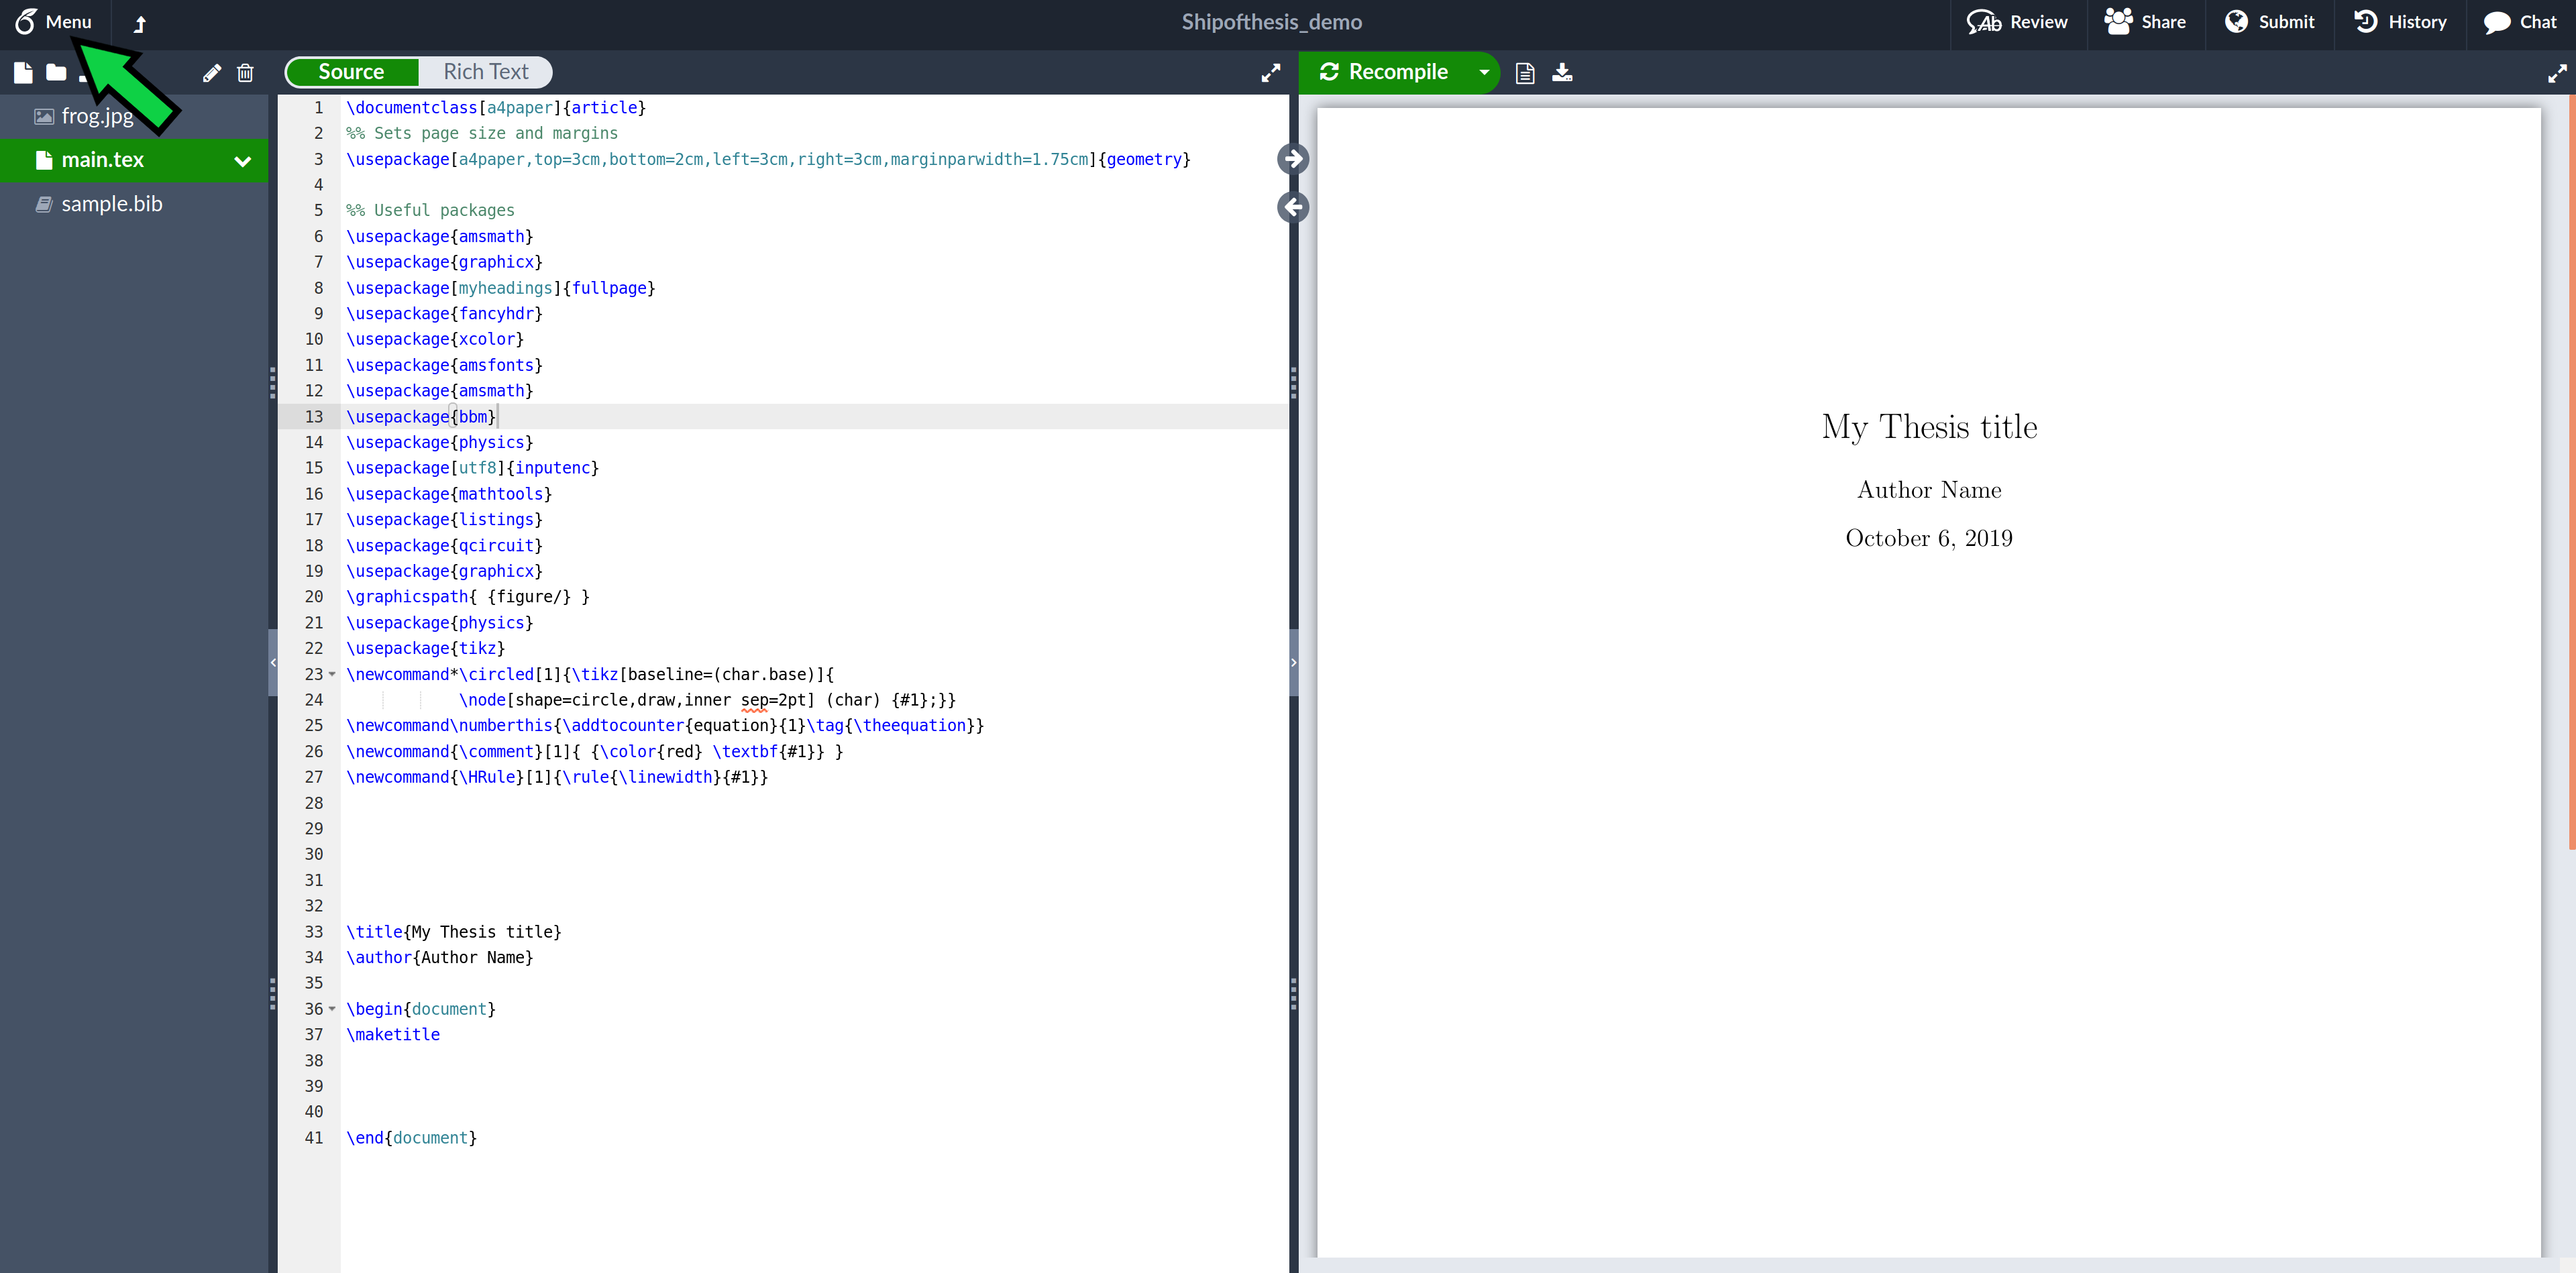 Menu
Shipofthesis_demo
Review
Share
Submit
History
Chat
Source
Rich Text
Recompile
frog.jpg
main.tex
sample.bib
1 \documentclass[a4paper]{article}
2 %% Sets page size and margins
3 \usepackage[a4paper,top=3cm,bottom=2cm,left=3cm,right=3cm,marginparwidth=1.75cm]{geometry}
4
5 %% Useful packages
6 \usepackage{amsmath}
7 \usepackage{graphicx}
8 \usepackage[myheadings]{fullpage}
9 \usepackage{fancyhdr}
10 \usepackage{xcolor}
11 \usepackage{amsfonts}
12 \usepackage{amsmath}
13 \usepackage{bbm}
14 \usepackage{physics}
15 \usepackage[utf8]{inputenc}
16 \usepackage{mathtools}
17 \usepackage{listings}
18 \usepackage{qcircuit}
19 \usepackage{graphicx}
20 \graphicspath{ {figure/} }
21 \usepackage{physics}
22 \usepackage{tikz}
23 \newcommand*\circled[1]{\tikz[baseline=(char.base)]{
24 \node[shape=circle,draw,inner sep=2pt] (char) {#1};}}
25 \newcommand\numberthis{\addtocounter{equation}{1}\tag{\theequation}}
26 \newcommand{\comment}[1]{ {\color{red} \textbf{#1}} }
27 \newcommand{\HRule}[1]{\rule{\linewidth}{#1}}
28
29
30
31
32
33 \title{My Thesis title}
34 \author{Author Name}
35
36 \begin{document}
37 \maketitle
38
39
40
41 \end{document}
My Thesis title
Author Name
October 6, 2019